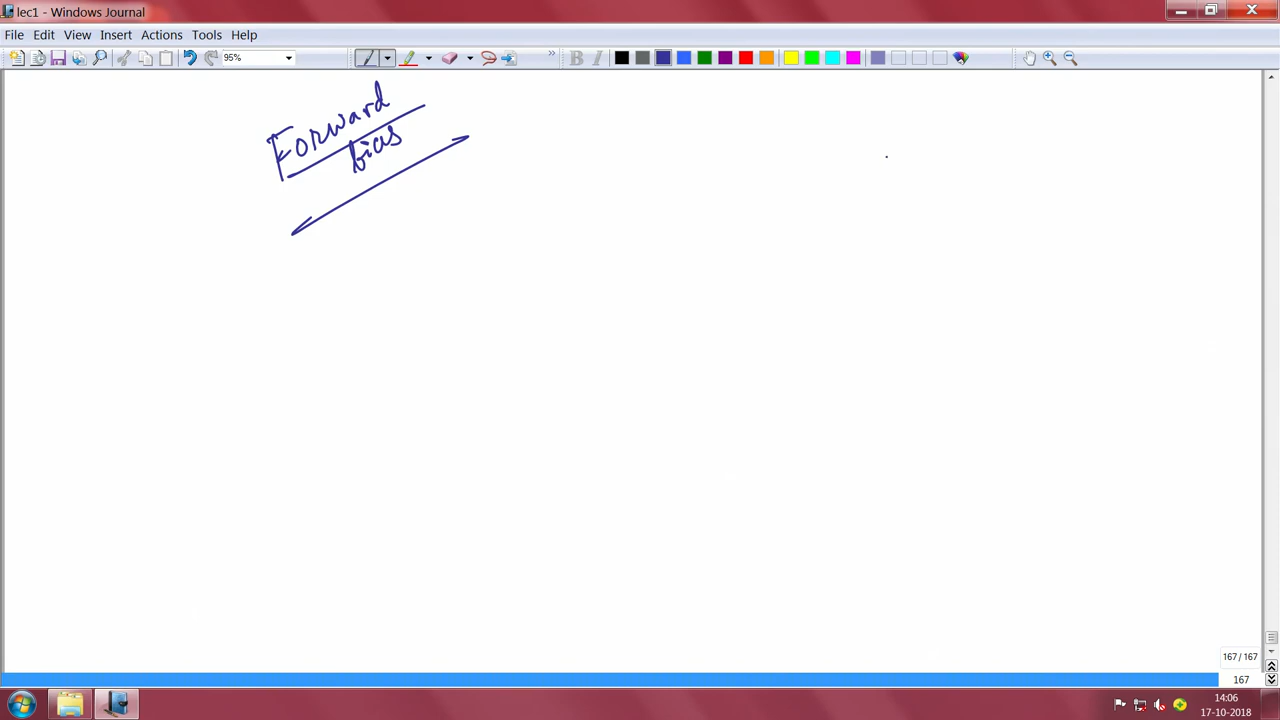 lec1 - Windows Journal
File Edit View Insert Actions Tools Help
95%
B I
Forward
bias
167 / 167
167
14:06
17-10-2018